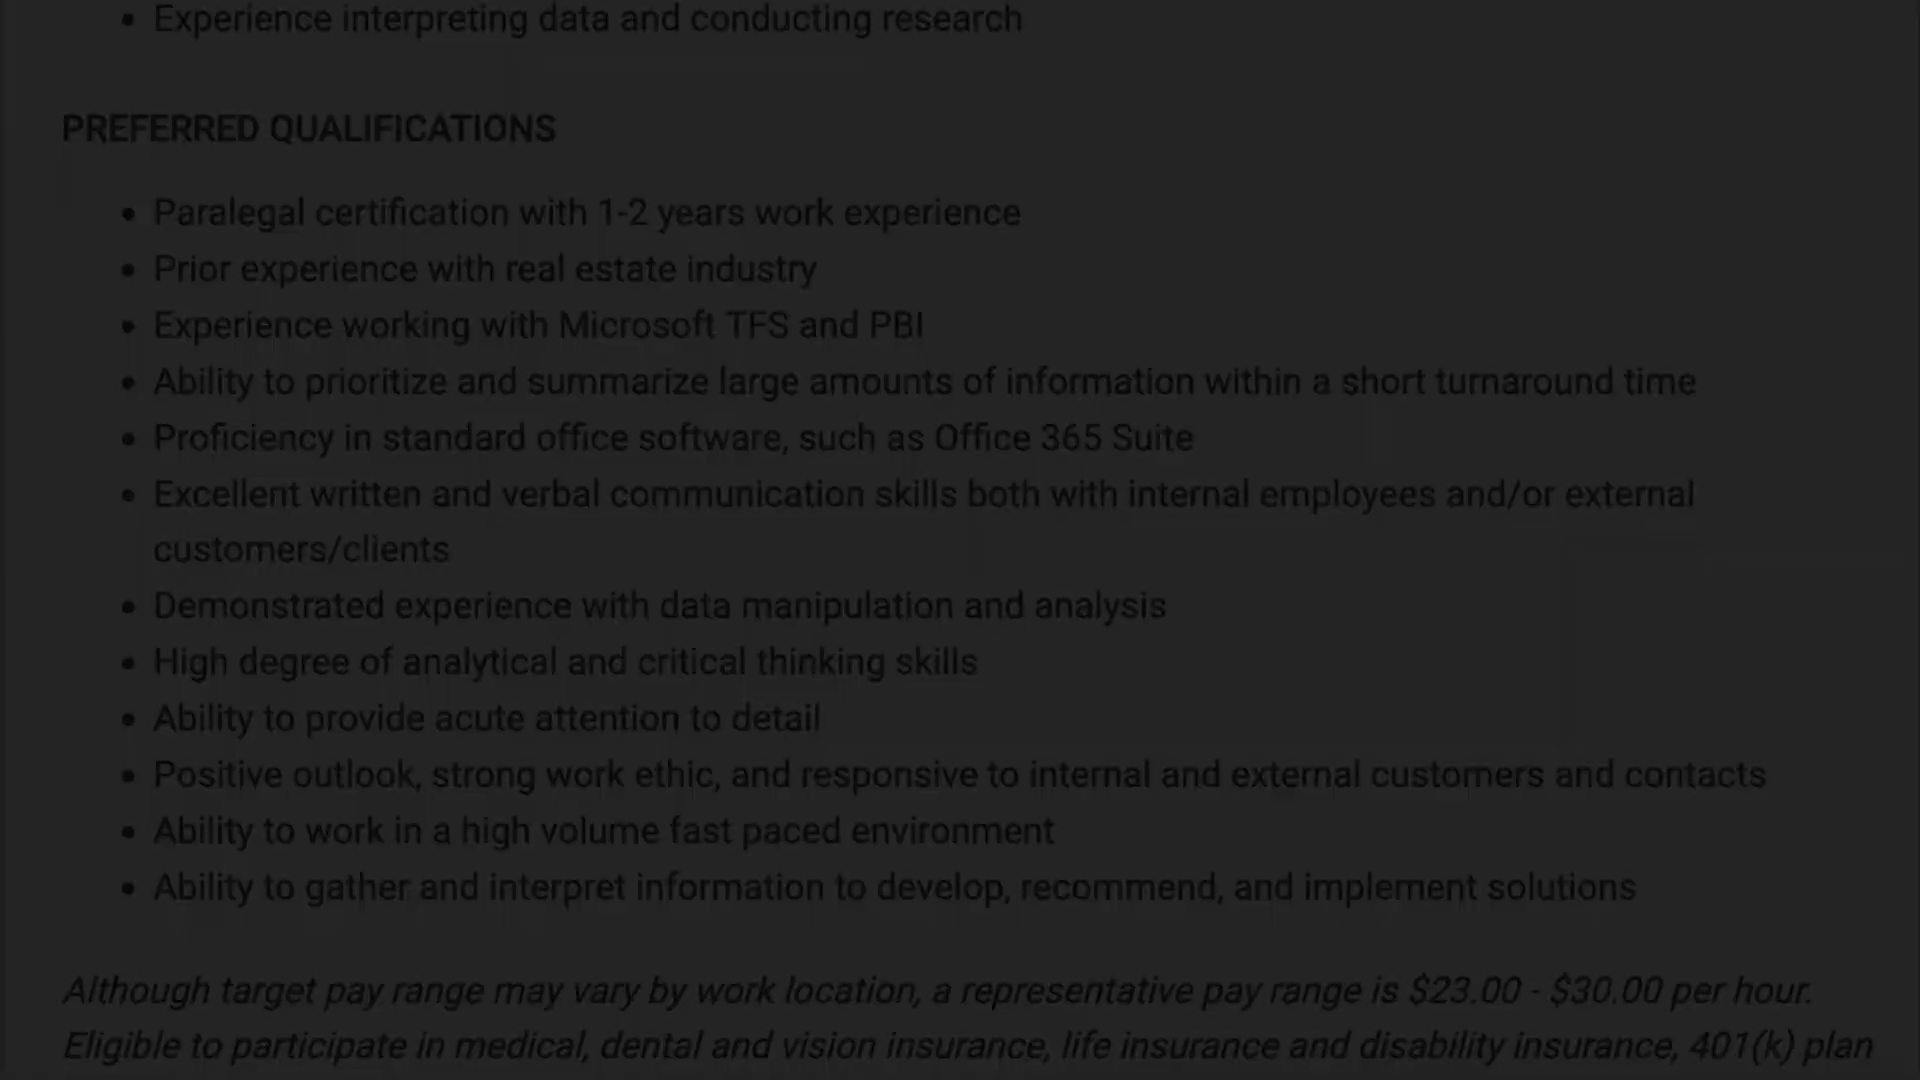 • Experience interpreting data and conducting research
PREFERRED QUALIFICATIONS
• Paralegal certification with 1-2 years work experience
• Prior experience with real estate industry
• Experience working with Microsoft TFS and PBI
• Ability to prioritize and summarize large amounts of information within a short turnaround time
• Proficiency in standard office software, such as Office 365 Suite
• Excellent written and verbal communication skills both with internal employees and/or external
customers/clients
• Demonstrated experience with data manipulation and analysis
• High degree of analytical and critical thinking skills
• Ability to provide acute attention to detail
• Positive outlook, strong work ethic, and responsive to internal and external customers and contacts
• Ability to work in a high volume fast paced environment
• Ability to gather and interpret information to develop, recommend, and implement solutions
Although target pay range may vary by work location, a representative pay range is $23.00 - $30.00 per hour.
Eligible to participate in medical, dental and vision insurance, life insurance and disability insurance, 401(k) plan